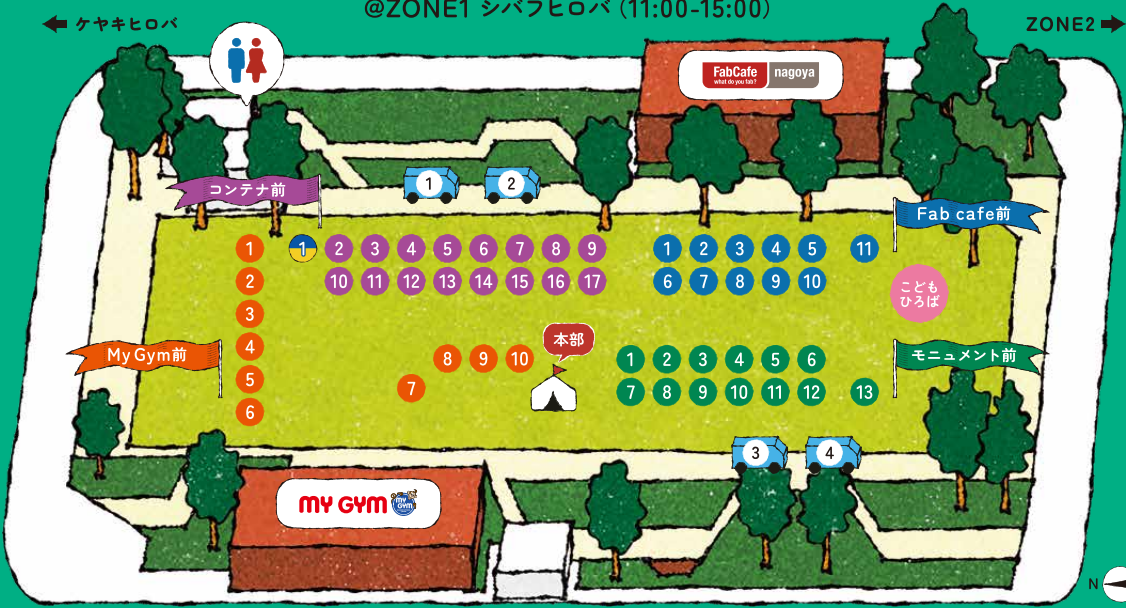 @ZONE1 シバフヒロバ（11:00-15:00）
ケヤキヒロバ
ZONE2
FabCafe nagoya
what do you fab?
コンテナ前
1 2
Fab cafe前
1 1 2 3 4 5 6 7 8 9 1 2 3 4 5 11
2 10 11 12 13 14 15 16 17 6 7 8 9 10
こども
ひろば
3
本部
My Gym前
4 8 9 10 1 2 3 4 5 6
モニュメント前
5 7 7 8 9 10 11 12 13
6
3 4
MY GYM
MY
GYM
N